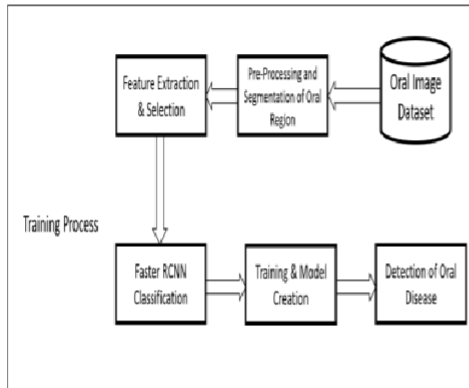 Feature Extraction
& Selection
Pre-Processing and
Segmentation of Oral
Region
Oral Image
Dataset
Training Process
Faster RCNN
Classification
Training & Model
Creation
Detection of Oral
Disease